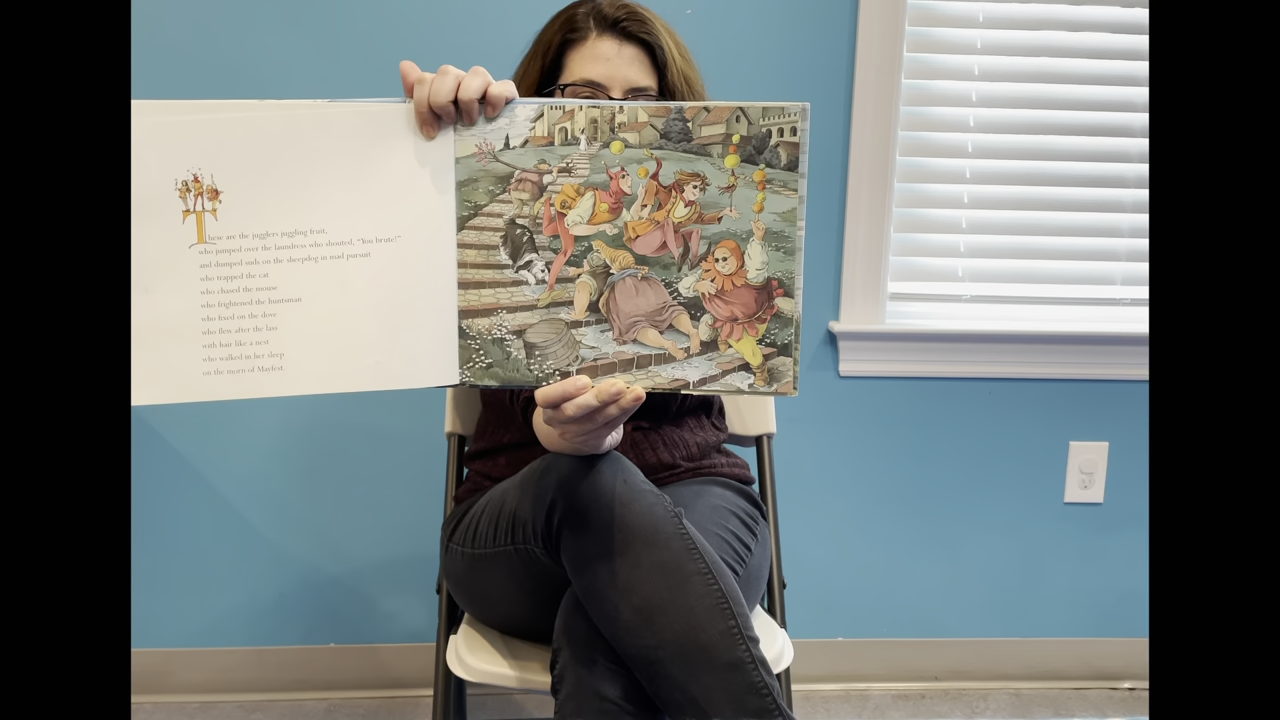 These are the jugglers juggling fruit,
who jumped over the laundress who shouted, "You brute!"
and dumped suds on the sheepdog in mad pursuit
who trapped the cat
who chased the mouse
who frightened the huntsman
who fixed on the dove
who flew after the lass
with hair like a nest
who walked in her sleep
on the morn of Mayfest.